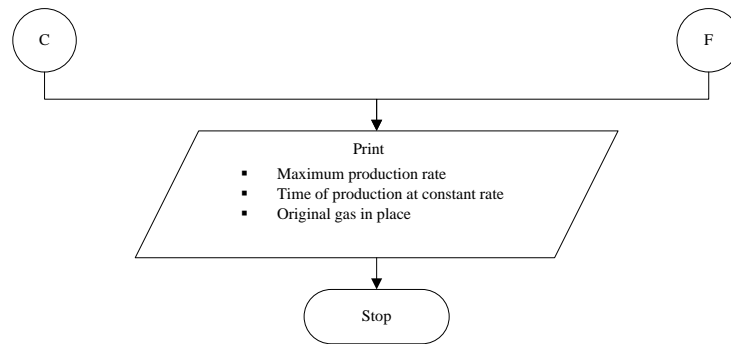 C
F
Print
▪ Maximum production rate
▪ Time of production at constant rate
▪ Original gas in place
Stop